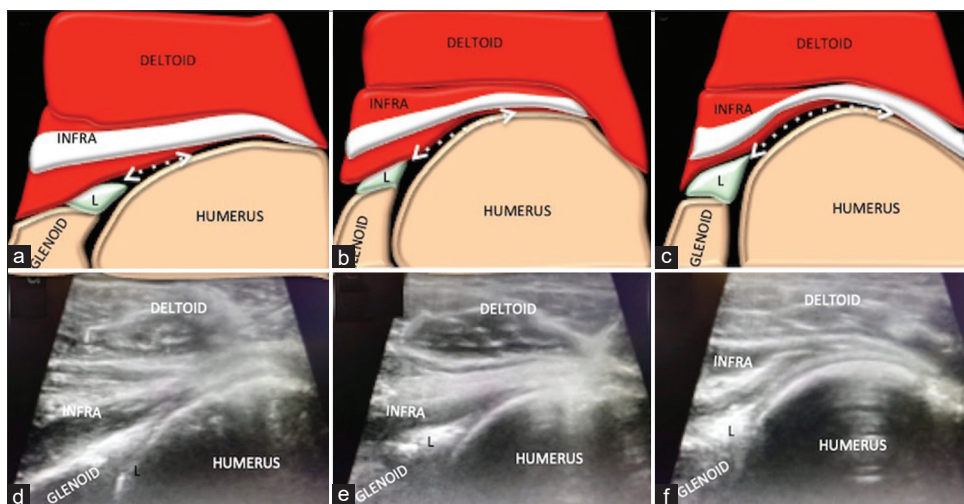 DELTOID
INFRA
L
HUMERUS
GLENOID
a
DELTOID
INFRA
L
HUMERUS
GLENOID
b
DELTOID
INFRA
L
HUMERUS
GLENOID
c
DELTOID
INFRA
L
HUMERUS
GLENOID
d
DELTOID
INFRA
L
HUMERUS
GLENOID
e
DELTOID
INFRA
L
HUMERUS
GLENOID
f